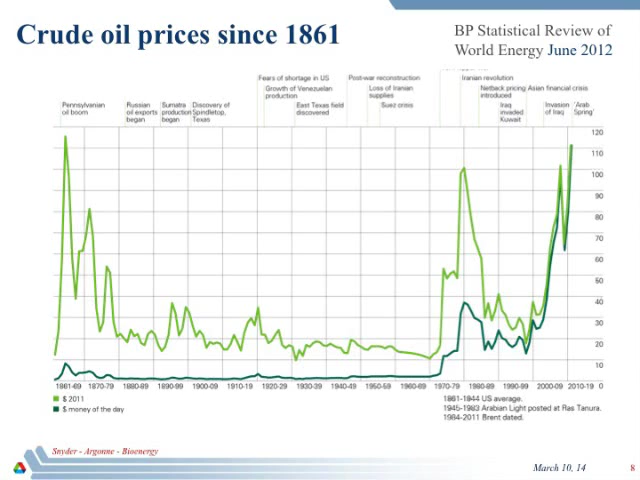 Crude oil prices since 1861
BP Statistical Review of
World Energy June 2012
Fears of shortage in US
Post-war reconstruction
Iranian revolution
Growth of Venezuelan
production
Loss of Iranian
supplies
Netback pricing
introduced
Asian financial crisis
Pennsylvanian
oil boom
Russian
oil exports
began
Sumatra
production
began
Discovery of
Spindletop,
Texas
East Texas field
discovered
Suez crisis
Iraq
invaded
Kuwait
Invasion
of Iraq
'Arab
Spring'
120
110
100
90
80
70
60
50
40
30
20
10
0
1861-69 1870-79 1880-89 1890-99 1900-09 1910-19 1920-29 1930-39 1940-49 1950-59 1960-69 1970-79 1980-89 1990-99 2000-09 2010-19
$ 2011
$ money of the day
1861-1944 US average.
1945-1983 Arabian Light posted at Ras Tanura.
1984-2011 Brent dated.
Snyder - Argonne - Bioenergy
March 10, 14
8